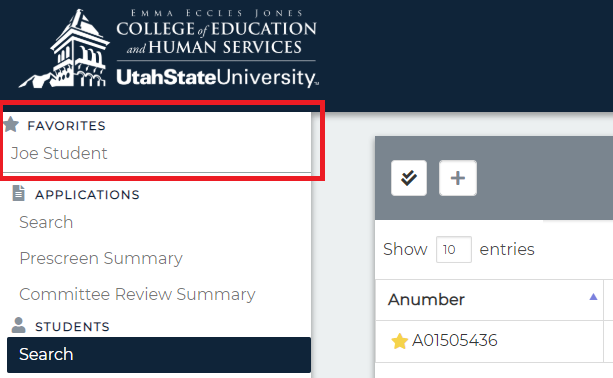 EMMA ECCLES JONES
COLLEGE of EDUCATION
and HUMAN SERVICES
UtahStateUniversity
FAVORITES
Joe Student
APPLICATIONS
Search
Prescreen Summary
Committee Review Summary
STUDENTS
Search
Show 10 entries
Anumber
A01505436